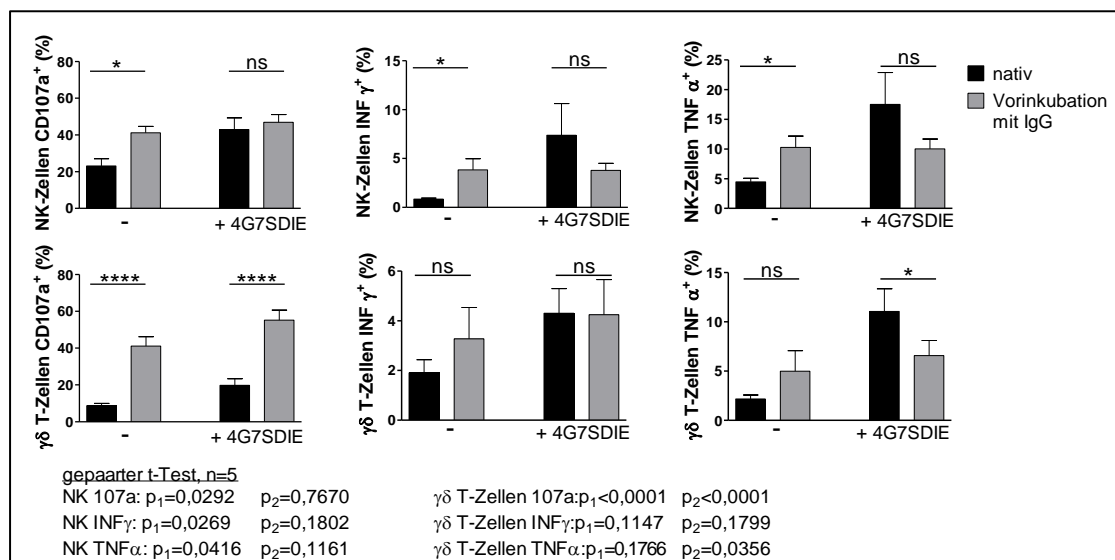 NK-Zellen CD107a⁺ (%)
80
60
40
20
0
*
ns
-
+ 4G7SDIE
NK-Zellen INF γ⁺ (%)
15
10
5
0
*
ns
-
+ 4G7SDIE
NK-Zellen TNF α⁺ (%)
25
20
15
10
5
0
*
ns
-
+ 4G7SDIE
nativ
Vorinkubation
mit IgG
γδ T-Zellen CD107a⁺ (%)
80
60
40
20
0
****
****
-
+ 4G7SDIE
γδ T-Zellen INF γ⁺ (%)
6
4
2
0
ns
ns
-
+ 4G7SDIE
γδ T-Zellen TNF α⁺ (%)
15
10
5
0
ns
*
-
+ 4G7SDIE
gepaarter t-Test, n=5
NK 107a: p₁=0,0292 p₂=0,7670 γδ T-Zellen 107a:p₁<0,0001 p₂<0,0001
NK INFγ: p₁=0,0269 p₂=0,1802 γδ T-Zellen INFγ:p₁=0,1147 p₂=0,1799
NK TNFα: p₁=0,0416 p₂=0,1161 γδ T-Zellen TNFα:p₁=0,1766 p₂=0,0356